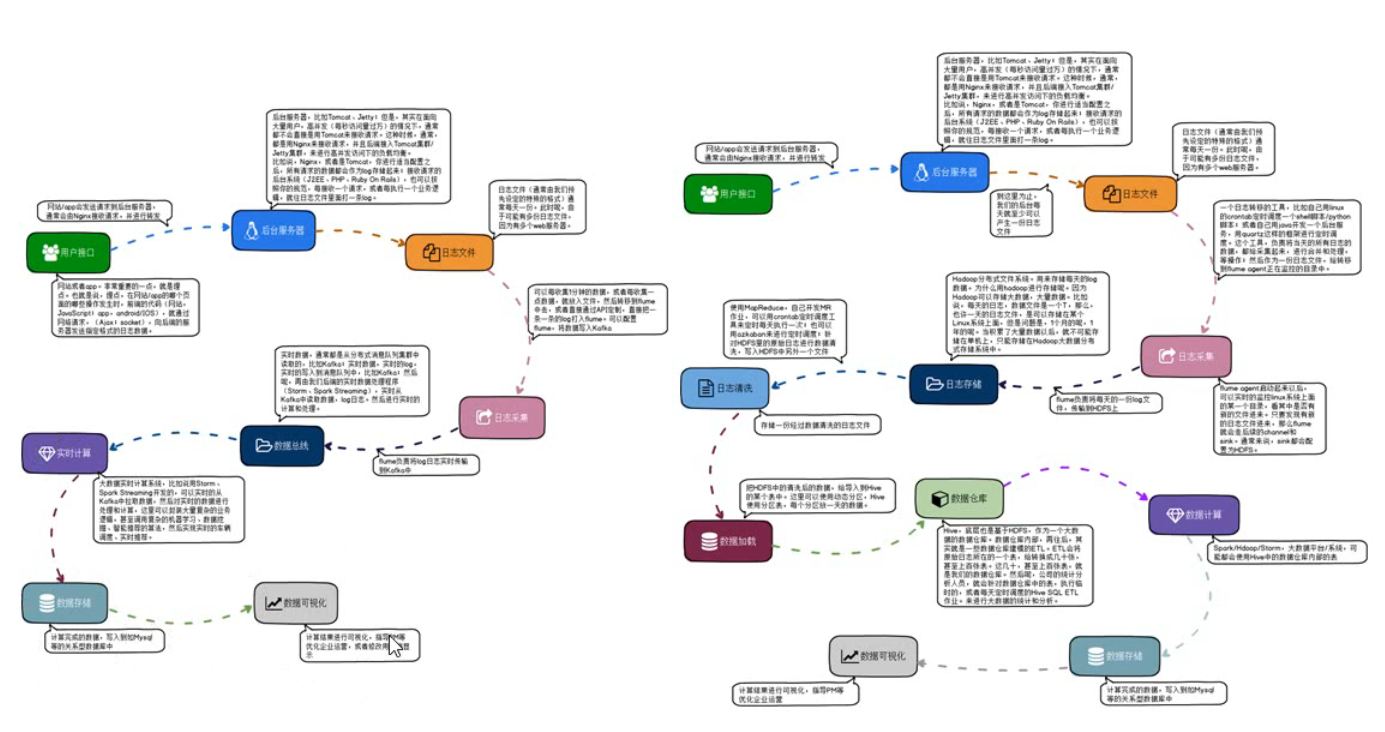 后台服务器，比如Tomcat、Jetty！但是，其实在面向
大量用户，高并发（每秒访问量过万）的情况下，通常
都不会直接是用Tomcat来接收请求。这种时候，通常，
都是用Nginx来接收请求，并且后端接入Tomcat集群/
Jetty集群，来进行高并发访问下的负载均衡。
比如说，Nginx，或者是Tomcat，你进行适当配置之
后，所有请求的数据都会作为log存储起来！接收请求的
后台系统（J2EE、PHP、Ruby On Rails），也可以按
照你的规范，每接收一个请求，或者每执行一个业务逻
辑，就往日志文件里面打一条log。
网站/app会发送请求到后台服务器，
通常会由Nginx接收请求，并进行转发
日志文件（通常由我们预
先设定的特殊的格式）通
常每天一份。此时呢，由
于可能有多份日志文件，
因为有多个web服务器。
用户接口
后台服务器
日志文件
网站或者app。非常重要的一点，就是埋
点。也就是说，埋点，在网站/app的哪个页
面的哪些操作发生时，前端的代码（网站，
JavaScript！app，android/IOS），就通过
网络请求，（Ajax！socket），向后端的服
务器发送指定格式的日志数据。
可以每收集1分钟的数据，或者每收集一
点数据，就放入文件，然后转移到flume
中去，或者直接通过API定制，直接把一
条一条的log打入flume，可以配置
flume，将数据写入Kafka
实时数据，通常都是从分布式消息队列集群中
读取的，比如Kafka！实时数据，实时的log，
实时的写入到消息队列中，比如Kafka！然后
呢，再由我们后端的实时数据处理程序
（Storm、Spark Streaming），实时从
Kafka中读取数据，log日志。然后进行实时的
计算和处理。
日志采集
数据总线
实时计算
flume负责将log日志实时传输
到Kafka中
大数据实时计算系统，比如说用Storm、
Spark Streaming开发的，可以实时的从
Kafka中拉取数据，然后对实时的数据进行
处理和计算，这里可以封装大量复杂的业务
逻辑，甚至调用复杂的机器学习、数据挖
掘、智能推荐的算法，然后实现实时的车辆
调度、实时推荐。
数据存储
数据可视化
计算完成的数据，写入到如Mysql
等的关系型数据库中
计算结果进行可视化，指导PM等
优化企业运营，或者
示
后台服务器，比如Tomcat、Jetty！但是，其实在面向
大量用户，高并发（每秒访问量过万）的情况下，通常
都不会直接是用Tomcat来接收请求。这种时候，通常，
都是用Nginx来接收请求，并且后端接入Tomcat集群/
Jetty集群，来进行高并发访问下的负载均衡。
比如说，Nginx，或者是Tomcat，你进行适当配置之
后，所有请求的数据都会作为log存储起来！接收请求的
后台系统（J2EE、PHP、Ruby On Rails），也可以按
照你的规范，每接收一个请求，或者每执行一个业务逻
辑，就往日志文件里面打一条log。
网站/app会发送请求到后台服务器，
通常会由Nginx接收请求，并进行转发
日志文件（通常由我们预
先设定的特殊的格式）通
常每天一份。此时呢，由
于可能有多份日志文件，
因为有多个web服务器。
用户接口
后台服务器
日志文件
到这里为止，
我们的后台每
天就至少可以
产生一份日志
文件
一个日志转移的工具，比如自己用linux
的crontab定时调度一个shell脚本/python
脚本！或者自己用java开发一个后台服
务，用quartz这样的框架进行定时调
度。这个工具，负责将当天的所有日志的
数据，都给采集起来，进行合并和处理，
等操作！然后作为一份日志文件，给转移
到flume agent正在监控的目录中。
Hadoop分布式文件系统。用来存储每天的log
数据。为什么用hadoop进行存储呢。因为
Hadoop可以存储大数据，大量数据。比如
说，每天的日志，数据文件是一个T，那么，
也许一天的日志文件，是可以存储在某个
Linux系统上面，但是问题是，1个月的呢，1
年的呢。当积累了大量数据以后，就不可能存
储在单机上，只能存储在Hadoop大数据分布
式存储系统中。
使用MapReduce，自己开发MR
作业，可以用crontab定时调度工
具来定时每天执行一次！也可以
用azkaban来进行定时调度！针
对HDFS里的原始日志进行数据清
洗，写入HDFS中另外一个文件
日志采集
日志存储
日志清洗
flume agent启动起来以后，
可以实时的监控linux系统上面
的某一个目录，看其中是否有
新的文件进来。只要发现有新
的日志文件进来，那么flume
就会走后续的channel和
sink。通常来说，sink都会配
置为HDFS。
flume负责将每天的一份log文
件，传输到HDFS上
存储一份经过数据清洗的日志文件
把HDFS中的清洗后的数据，给导入到Hive
的某个表中。这里可以使用动态分区，Hive
使用分区表，每个分区放一天的数据。
数据加载
数据仓库
数据计算
Hive，底层也是基于HDFS，作为一个大数
据的数据仓库。数据仓库内部，再往后，其
实就是一些数据仓库建模的ETL。ETL会将
原始日志所在的一个表，给转换成几十张，
甚至上百张表。这几十，甚至上百张表，就
是我们的数据仓库。然后呢，公司的统计分
析人员，就会针对数据仓库中的表，执行临
时的，或者每天定时调度的Hive SQL ETL
作业。来进行大数据的统计和分析。
Spark/Hdoop/Storm，大数据平台/系统，可
能都会使用Hive中的数据仓库内部的表
数据可视化
数据存储
计算结果进行可视化，指导PM等
优化企业运营
计算完成的数据，写入到如Mysql
等的关系型数据库中